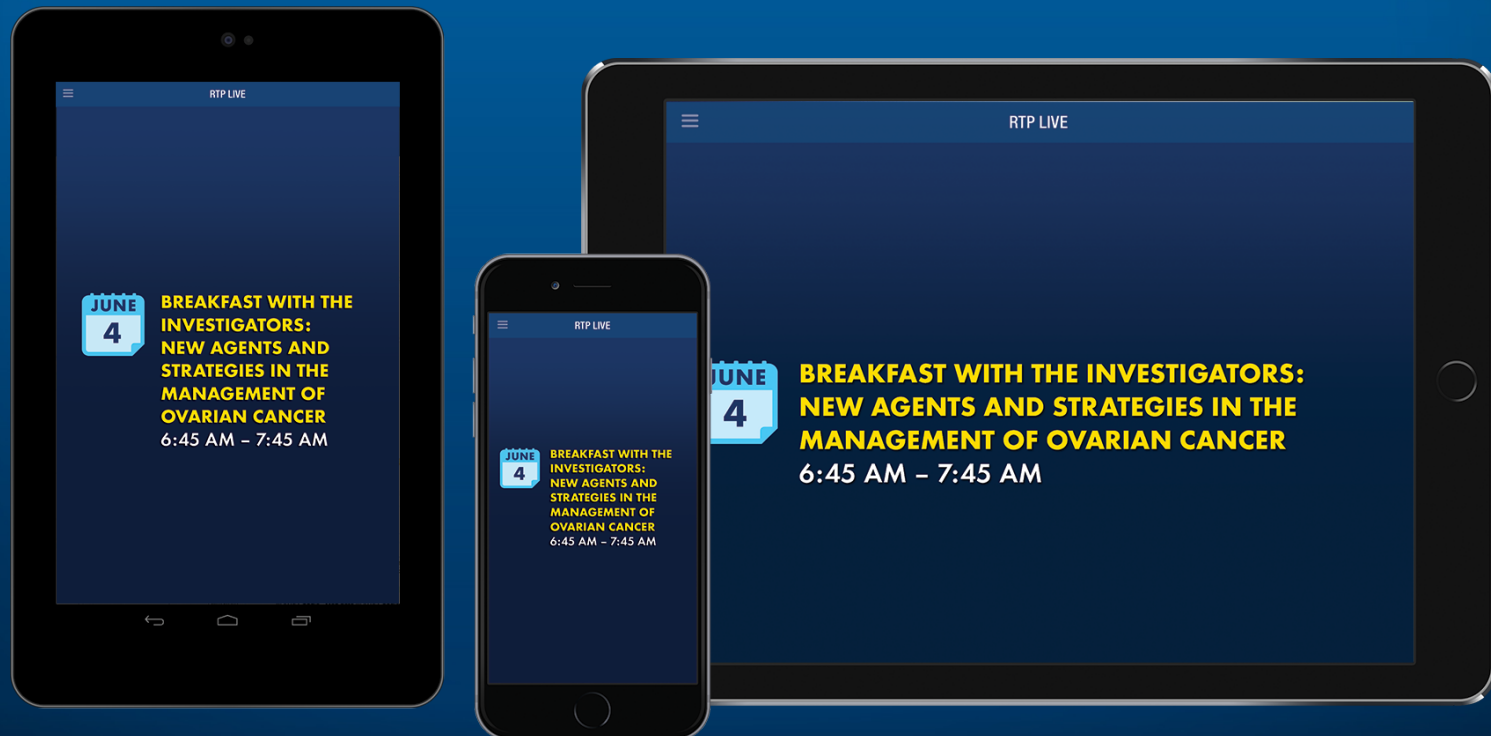 RTP LIVE
JUNE
4
BREAKFAST WITH THE
INVESTIGATORS:
NEW AGENTS AND
STRATEGIES IN THE
MANAGEMENT OF
OVARIAN CANCER
6:45 AM – 7:45 AM
RTP LIVE
JUNE
4
BREAKFAST WITH THE
INVESTIGATORS:
NEW AGENTS AND
STRATEGIES IN THE
MANAGEMENT OF
OVARIAN CANCER
6:45 AM – 7:45 AM
RTP LIVE
JUNE
4
BREAKFAST WITH THE INVESTIGATORS:
NEW AGENTS AND STRATEGIES IN THE
MANAGEMENT OF OVARIAN CANCER
6:45 AM – 7:45 AM